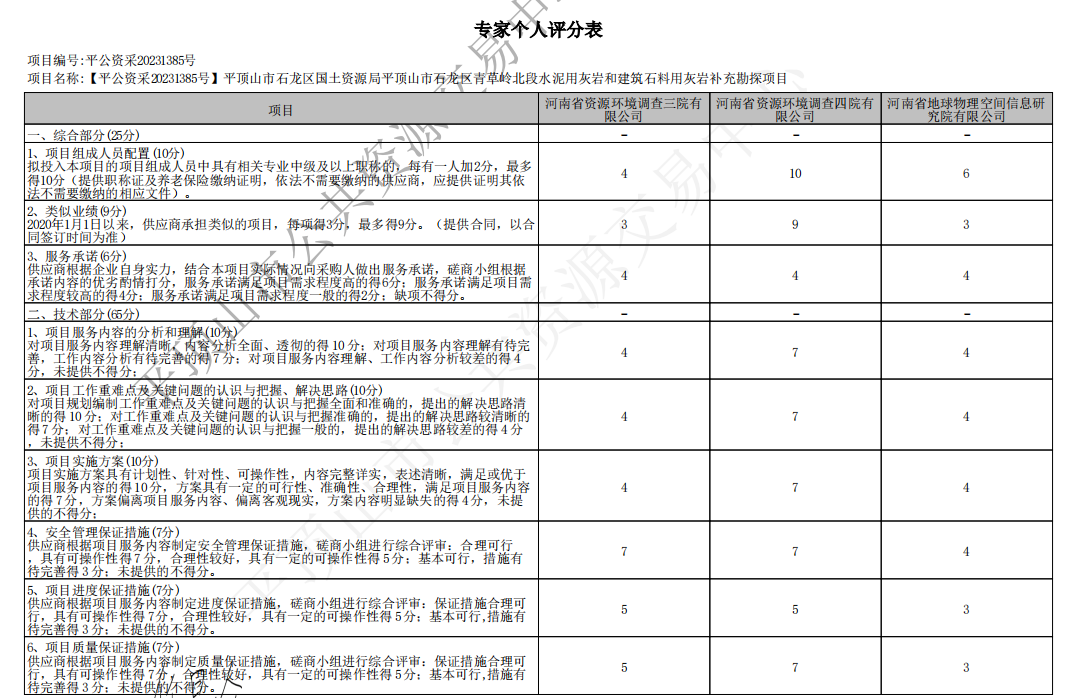 专家个人评分表
项目编号:平公资采20231385号
项目名称:【平公资采20231385号】平顶山市石龙区国土资源局平顶山市石龙区青草岭北段水泥用灰岩和建筑石料用灰岩补充勘探项目
项目
河南省资源环境调查三院有
限公司
河南省资源环境调查四院有
限公司
河南省地球物理空间信息研
究院有限公司
一、综合部分(25分)
－ － －
1、项目组成人员配置(10分)
拟投入本项目的项目组成人员中具有相关专业中级及以上职称的，每有一人加2分，最多
得10分（提供职称证及养老保险缴纳证明，依法不需要缴纳的供应商，应提供证明其依
法不需要缴纳的相应文件）。
4 10 6
2、类似业绩(9分)
2020年1月1日以来，供应商承担类似的项目，每项得3分，最多得9分。（提供合同，以合
同签订时间为准）
3 9 3
3、服务承诺(6分)
供应商根据企业自身实力，结合本项目实际情况向采购人做出服务承诺，磋商小组根据
承诺内容的优劣酌情打分，服务承诺满足项目需求程度高的得6分；服务承诺满足项目需
求程度较高的得4分；服务承诺满足项目需求程度一般的得2分；缺项不得分。
4 4 4
二、技术部分(65分)
－ － －
1、项目服务内容的分析和理解(10分)
对项目服务内容理解清晰，内容分析全面、透彻的得 10 分；对项目服务内容理解有待完
善，工作内容分析有待完善的得 7 分；对项目服务内容理解、工作内容分析较差的得 4
分，未提供不得分；
4 7 4
2、项目工作重难点及关键问题的认识与把握、解决思路(10分)
对项目规划编制工作重难点及关键问题的认识与把握全面和准确的，提出的解决思路清
晰的得 10 分；对工作重难点及关键问题的认识与把握准确的，提出的解决思路较清晰的
得 7 分；对工作重难点及关键问题的认识与把握一般的，提出的解决思路较差的得 4 分
，未提供不得分；
4 7 4
3、项目实施方案(10分)
项目实施方案具有计划性、针对性、可操作性，内容完整详实，表述清晰，满足或优于
项目服务内容的得 10 分，方案具有一定的可行性、准确性、合理性，满足项目服务内容
的得 7 分，方案偏离项目服务内容、偏离客观现实，方案内容明显缺失的得 4 分，未提
供的不得分；
4 7 4
4、安全管理保证措施(7分)
供应商根据项目服务内容制定安全管理保证措施，磋商小组进行综合评审：合理可行
，具有可操作性得 7 分，合理性较好，具有一定的可操作性得 5 分；基本可行，措施有
待完善得 3 分；未提供的不得分。
7 7 4
5、项目进度保证措施(7分)
供应商根据项目服务内容制定进度保证措施，磋商小组进行综合评审：保证措施合理可
行，具有可操作性得 7分，合理性较好，具有一定的可操作性得 5 分；基本可行,措施有
待完善得 3 分；未提供的不得分。
5 5 3
6、项目质量保证措施(7分)
供应商根据项目服务内容制定质量保证措施，磋商小组进行综合评审：保证措施合理可
行，具有可操作性得 7 分，合理性较好，具有一定的可操作性得 5 分；基本可行,措施有
待完善得 3 分；未提供的不得分。
5 7 3
平顶山市公共资源交易中
平顶山市公共资源交易中心